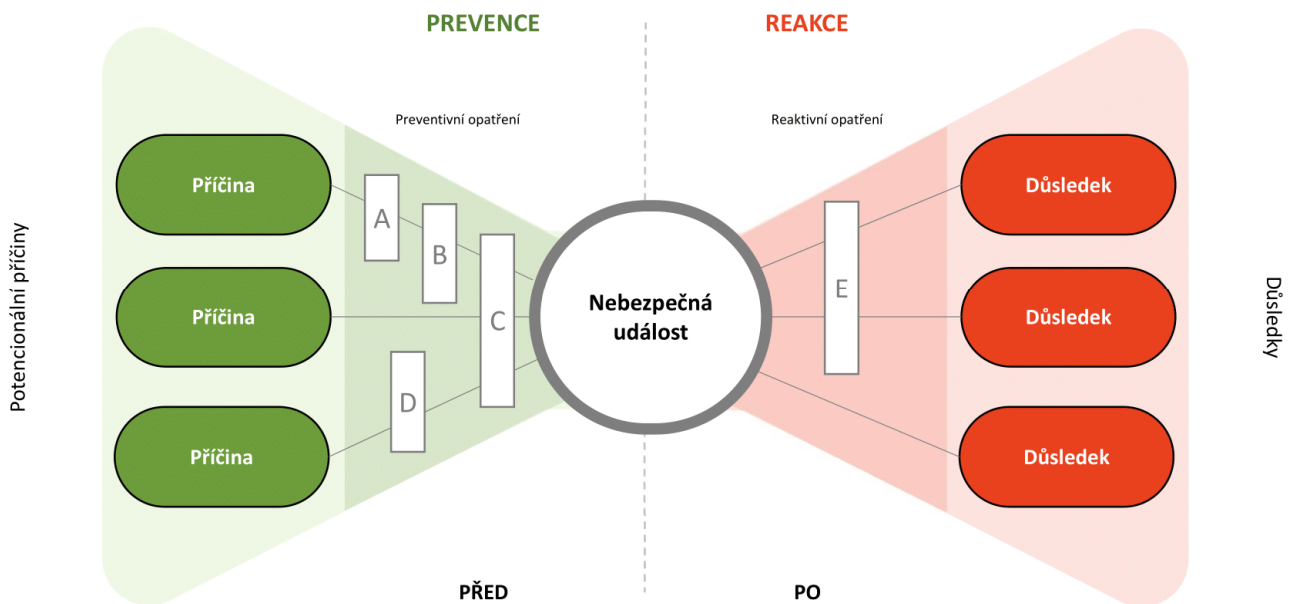 PREVENCE
REAKCE
Preventivní opatření
Reaktivní opatření
Potencionální příčiny
Příčina
Příčina
Příčina
A
B
C
D
Nebezpečná
událost
E
Důsledek
Důsledek
Důsledek
Důsledky
PŘED
PO